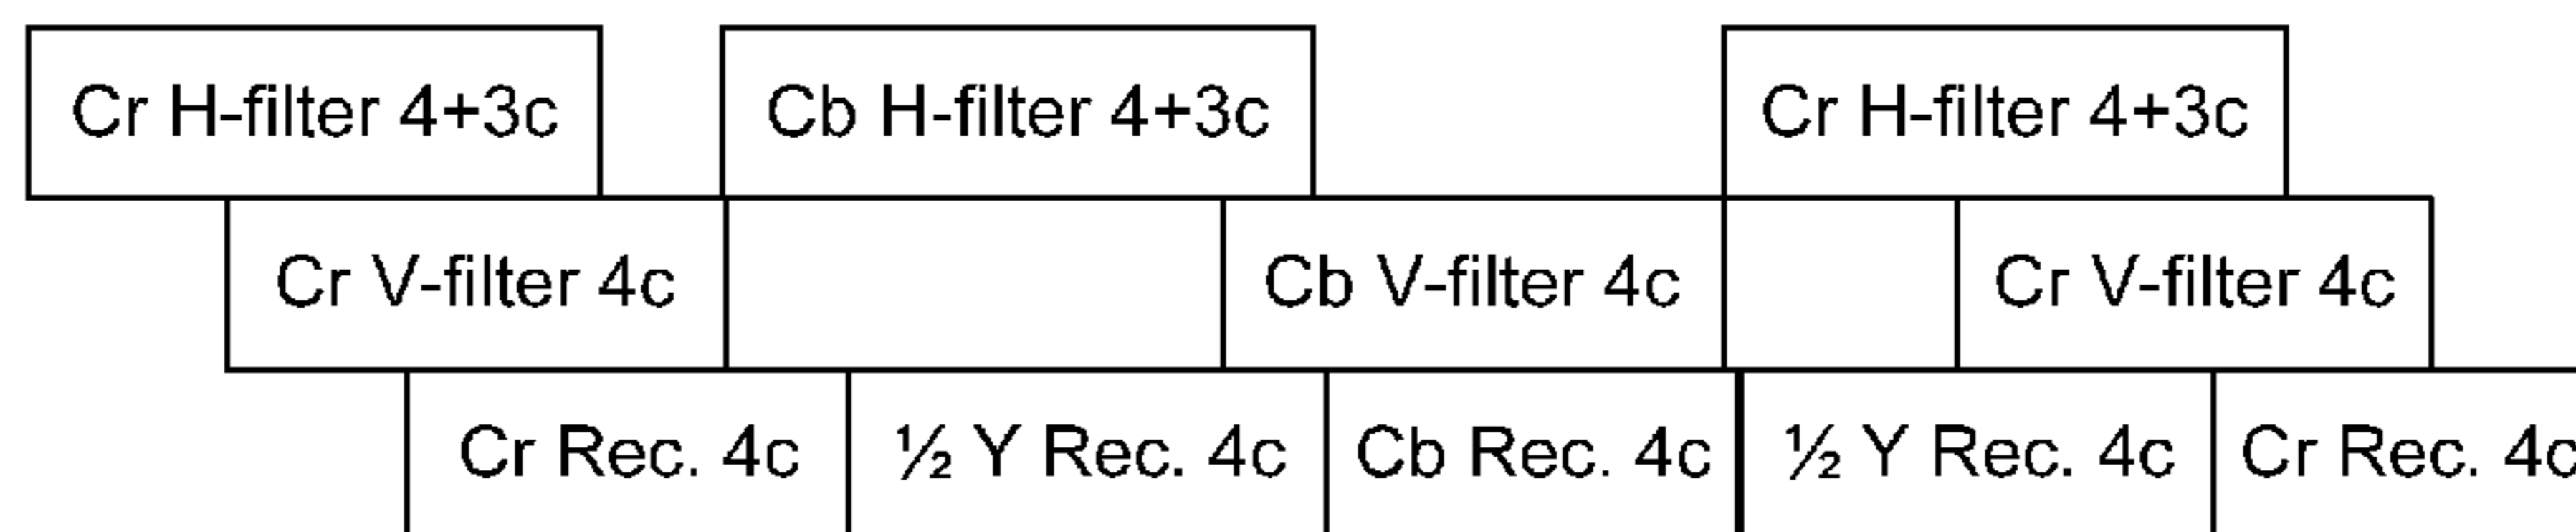 Cr H-filter 4+3c
Cb H-filter 4+3c
Cr H-filter 4+3c
Cr V-filter 4c
Cb V-filter 4c
Cr V-filter 4c
Cr Rec. 4c
½ Y Rec. 4c
Cb Rec. 4c
½ Y Rec. 4c
Cr Rec. 4c